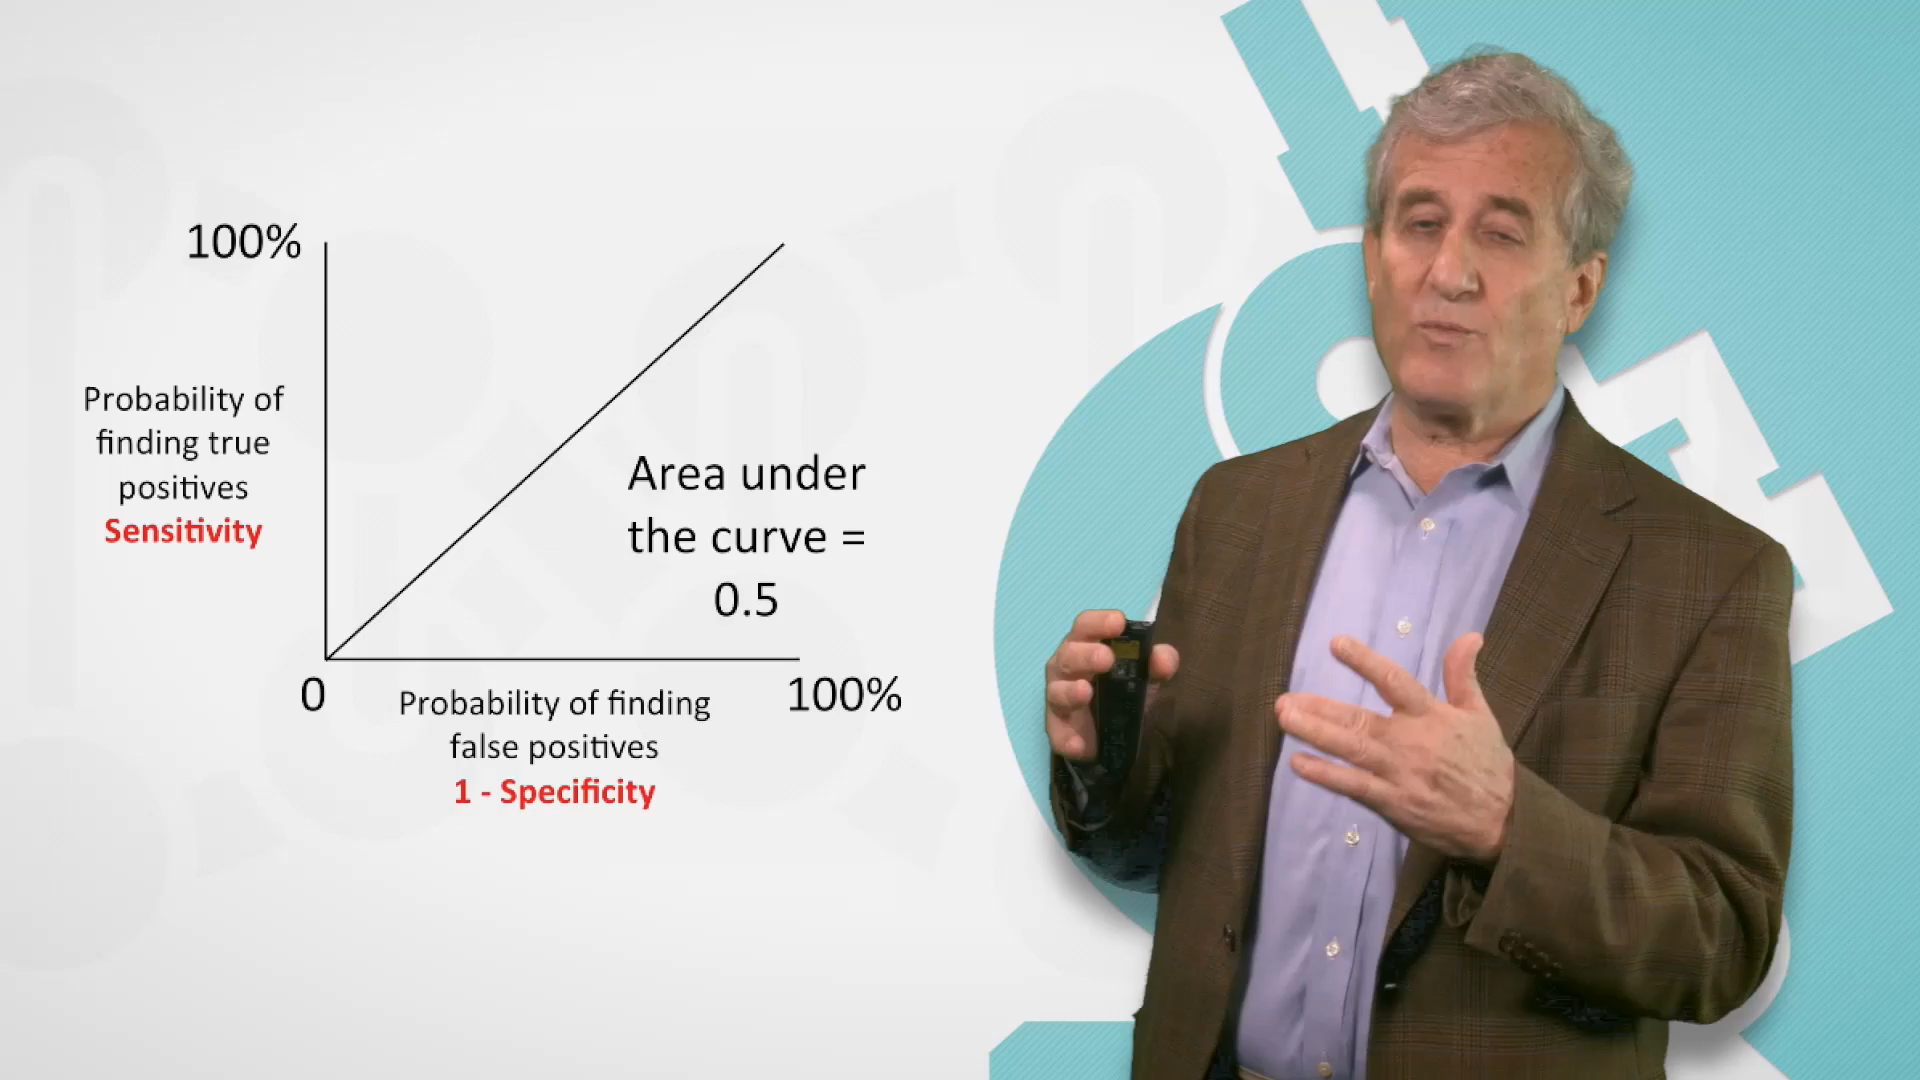 100%
Probability of
finding true
positives
Sensitivity
Area under
the curve =
0.5
0
Probability of finding
false positives
1 - Specificity
100%